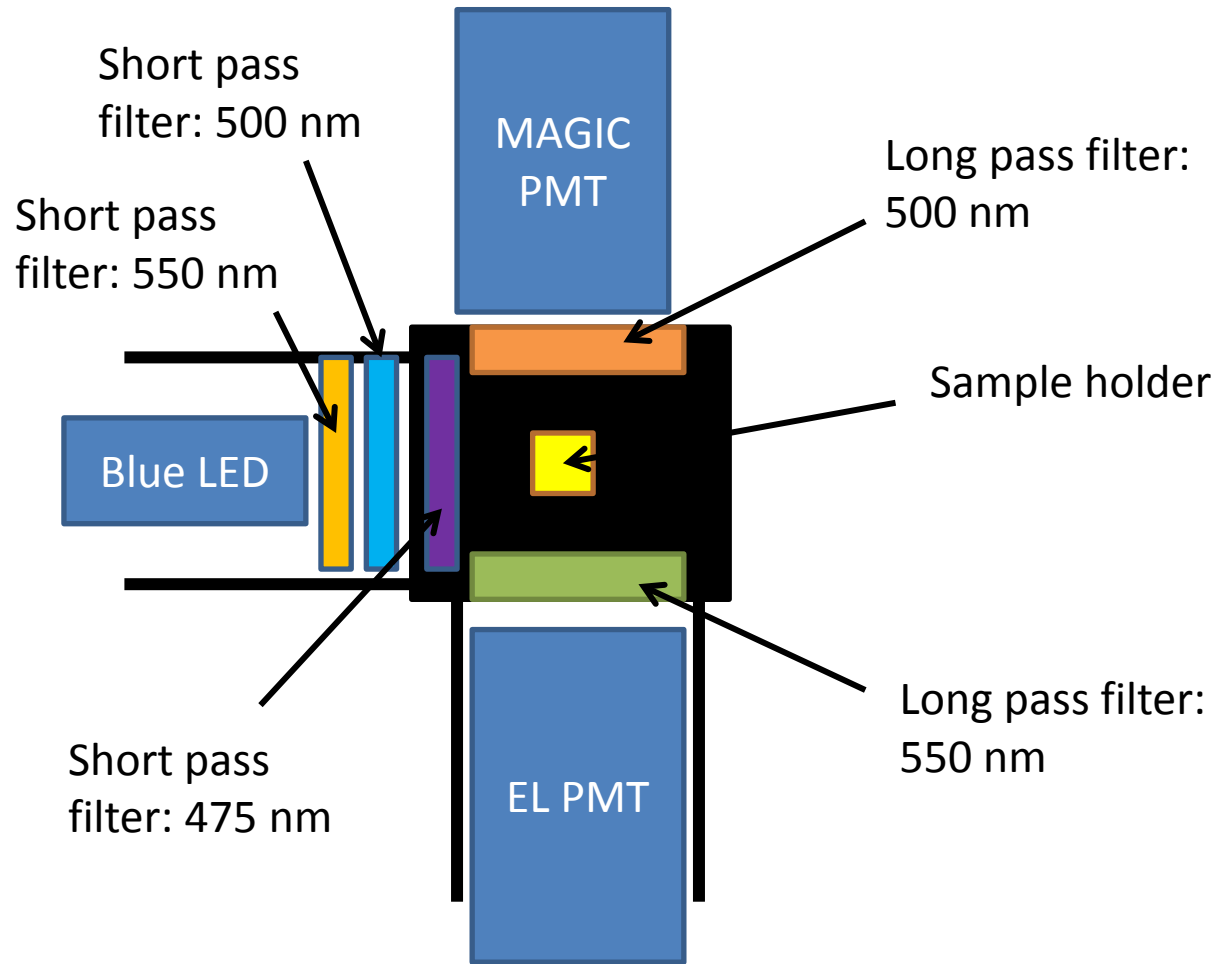 Short pass
filter: 500 nm
MAGIC
PMT
Long pass filter:
500 nm
Short pass
filter: 550 nm
Sample holder
Blue LED
Long pass filter:
550 nm
Short pass
filter: 475 nm
EL PMT